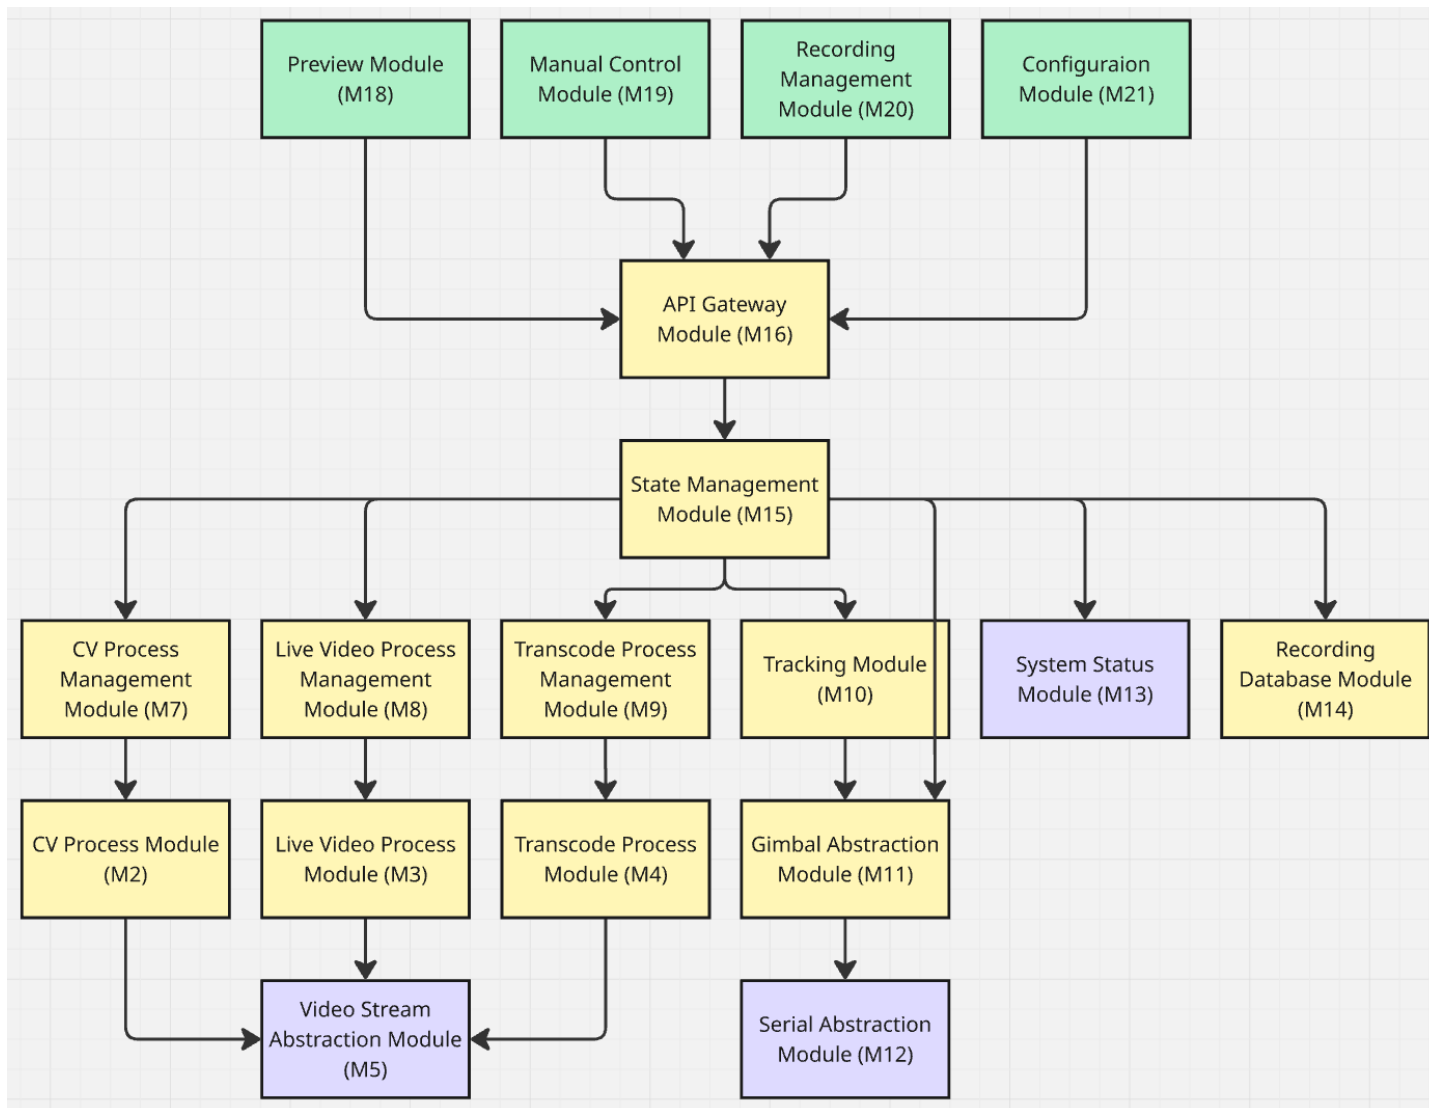 Preview Module
(M18)
Manual Control
Module (M19)
Recording
Management
Module (M20)
Configuraion
Module (M21)
API Gateway
Module (M16)
State Management
Module (M15)
CV Process
Management
Module (M7)
Live Video Process
Management
Module (M8)
Transcode Process
Management
Module (M9)
Tracking Module
(M10)
System Status
Module (M13)
Recording
Database Module
(M14)
CV Process Module
(M2)
Live Video Process
Module (M3)
Transcode Process
Module (M4)
Gimbal Abstraction
Module (M11)
Video Stream
Abstraction Module
(M5)
Serial Abstraction
Module (M12)